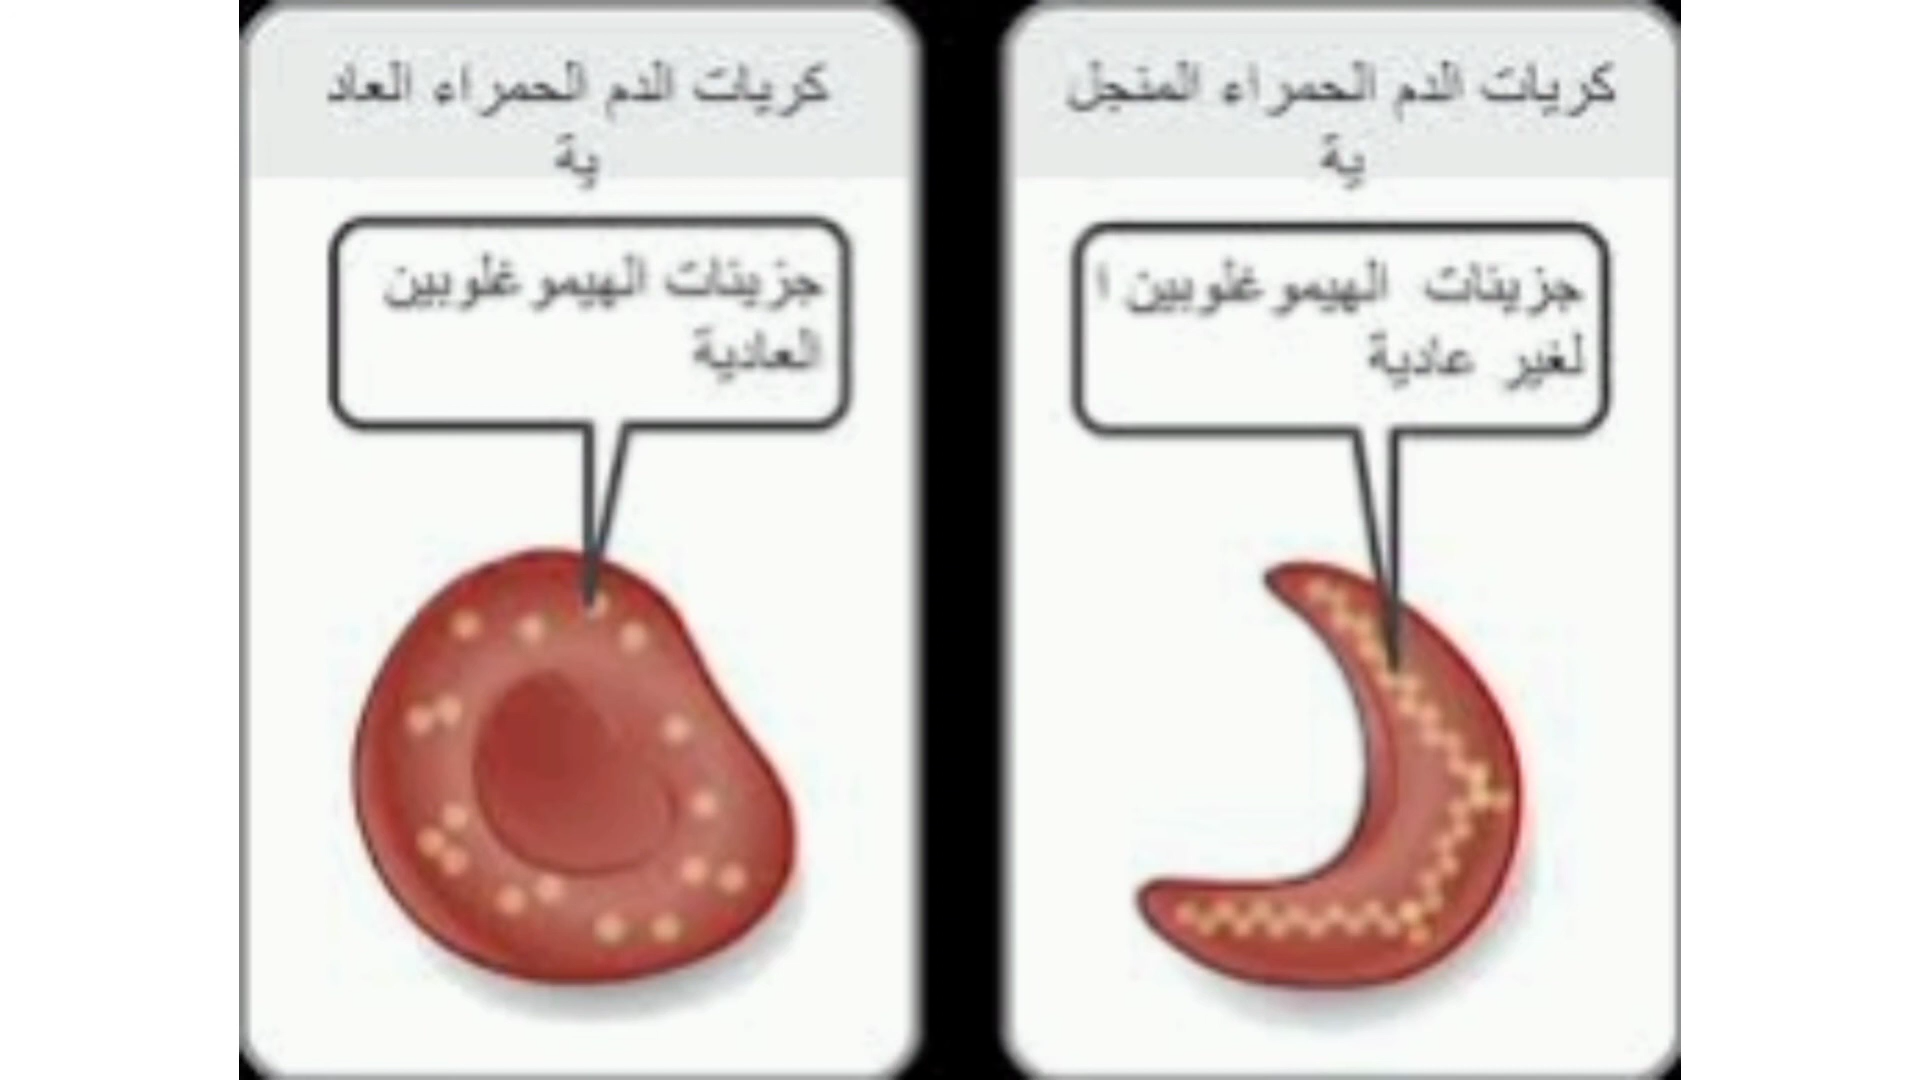 كريات الدم الحمراء المنجل
ية
جزيئات الهيموغلوبين ا
لغير عادية
كريات الدم الحمراء العاد
ية
جزيئات الهيموغلوبين
العادية